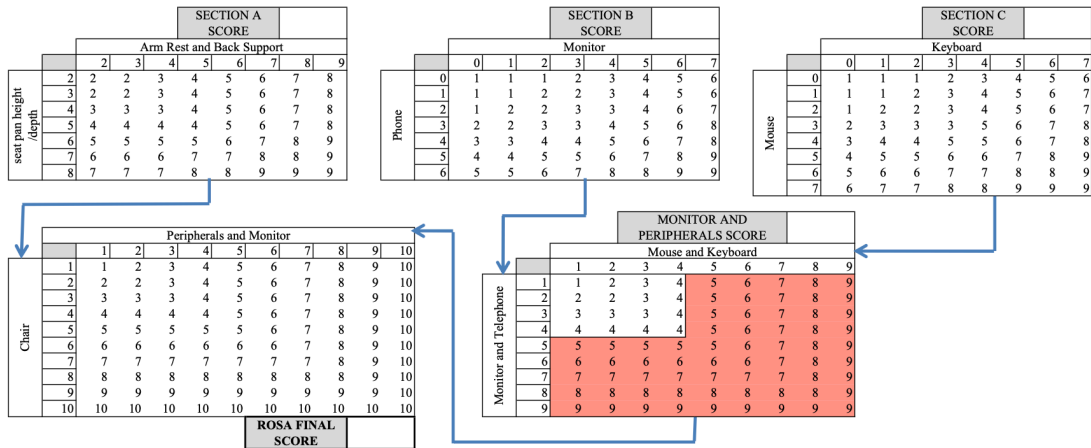 SECTION A
SCORE
Arm Rest and Back Support
2 3 4 5 6 7 8 9
seat pan height
/depth
2 2 2 3 4 5 6 7 8
3 2 2 3 4 5 6 7 8
4 3 3 3 4 5 6 7 8
5 4 4 4 4 5 6 7 8
6 5 5 5 5 6 7 8 9
7 6 6 6 7 7 8 8 9
8 7 7 7 8 8 9 9 9
SECTION B
SCORE
Monitor
0 1 2 3 4 5 6 7
Phone
0 1 1 1 2 3 4 5 6
1 1 1 2 2 3 4 5 6
2 1 2 2 3 3 4 6 7
3 2 2 3 3 4 5 6 8
4 3 3 4 4 5 6 7 8
5 4 4 5 5 6 7 8 9
6 5 5 6 7 8 8 9 9
SECTION C
SCORE
Keyboard
0 1 2 3 4 5 6 7
Mouse
0 1 1 1 2 3 4 5 6
1 1 1 2 3 4 5 6 7
2 1 2 2 3 4 5 6 7
3 2 3 3 3 5 6 7 8
4 3 4 4 5 5 6 7 8
5 4 5 5 6 6 7 8 9
6 5 6 6 7 7 8 8 9
7 6 7 7 8 8 9 9 9
Peripherals and Monitor
1 2 3 4 5 6 7 8 9 10
Chair
1 1 2 3 4 5 6 7 8 9 10
2 2 2 3 4 5 6 7 8 9 10
3 3 3 3 4 5 6 7 8 9 10
4 4 4 4 4 5 6 7 8 9 10
5 5 5 5 5 5 6 7 8 9 10
6 6 6 6 6 6 6 7 8 9 10
7 7 7 7 7 7 7 7 8 9 10
8 8 8 8 8 8 8 8 8 9 10
9 9 9 9 9 9 9 9 9 9 10
10 10 10 10 10 10 10 10 10 10 10
ROSA FINAL
SCORE
MONITOR AND
PERIPHERALS SCORE
Mouse and Keyboard
1 2 3 4 5 6 7 8 9
Monitor and Telephone
1 1 2 3 4 5 6 7 8 9
2 2 2 3 4 5 6 7 8 9
3 3 3 3 4 5 6 7 8 9
4 4 4 4 4 5 6 7 8 9
5 5 5 5 5 5 6 7 8 9
6 6 6 6 6 6 6 7 8 9
7 7 7 7 7 7 7 7 8 9
8 8 8 8 8 8 8 8 8 9
9 9 9 9 9 9 9 9 9 9